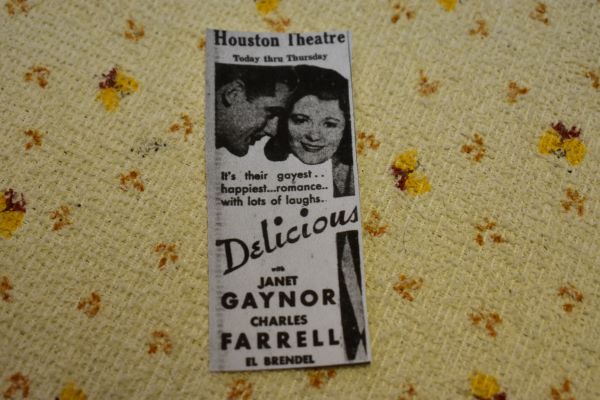 Houston Theatre
Today thru Thursday
It's their gayest..
happiest...romance..
with lots of laughs.
Delicious
with
JANET
GAYNOR
CHARLES
FARRELL
EL BRENDEL